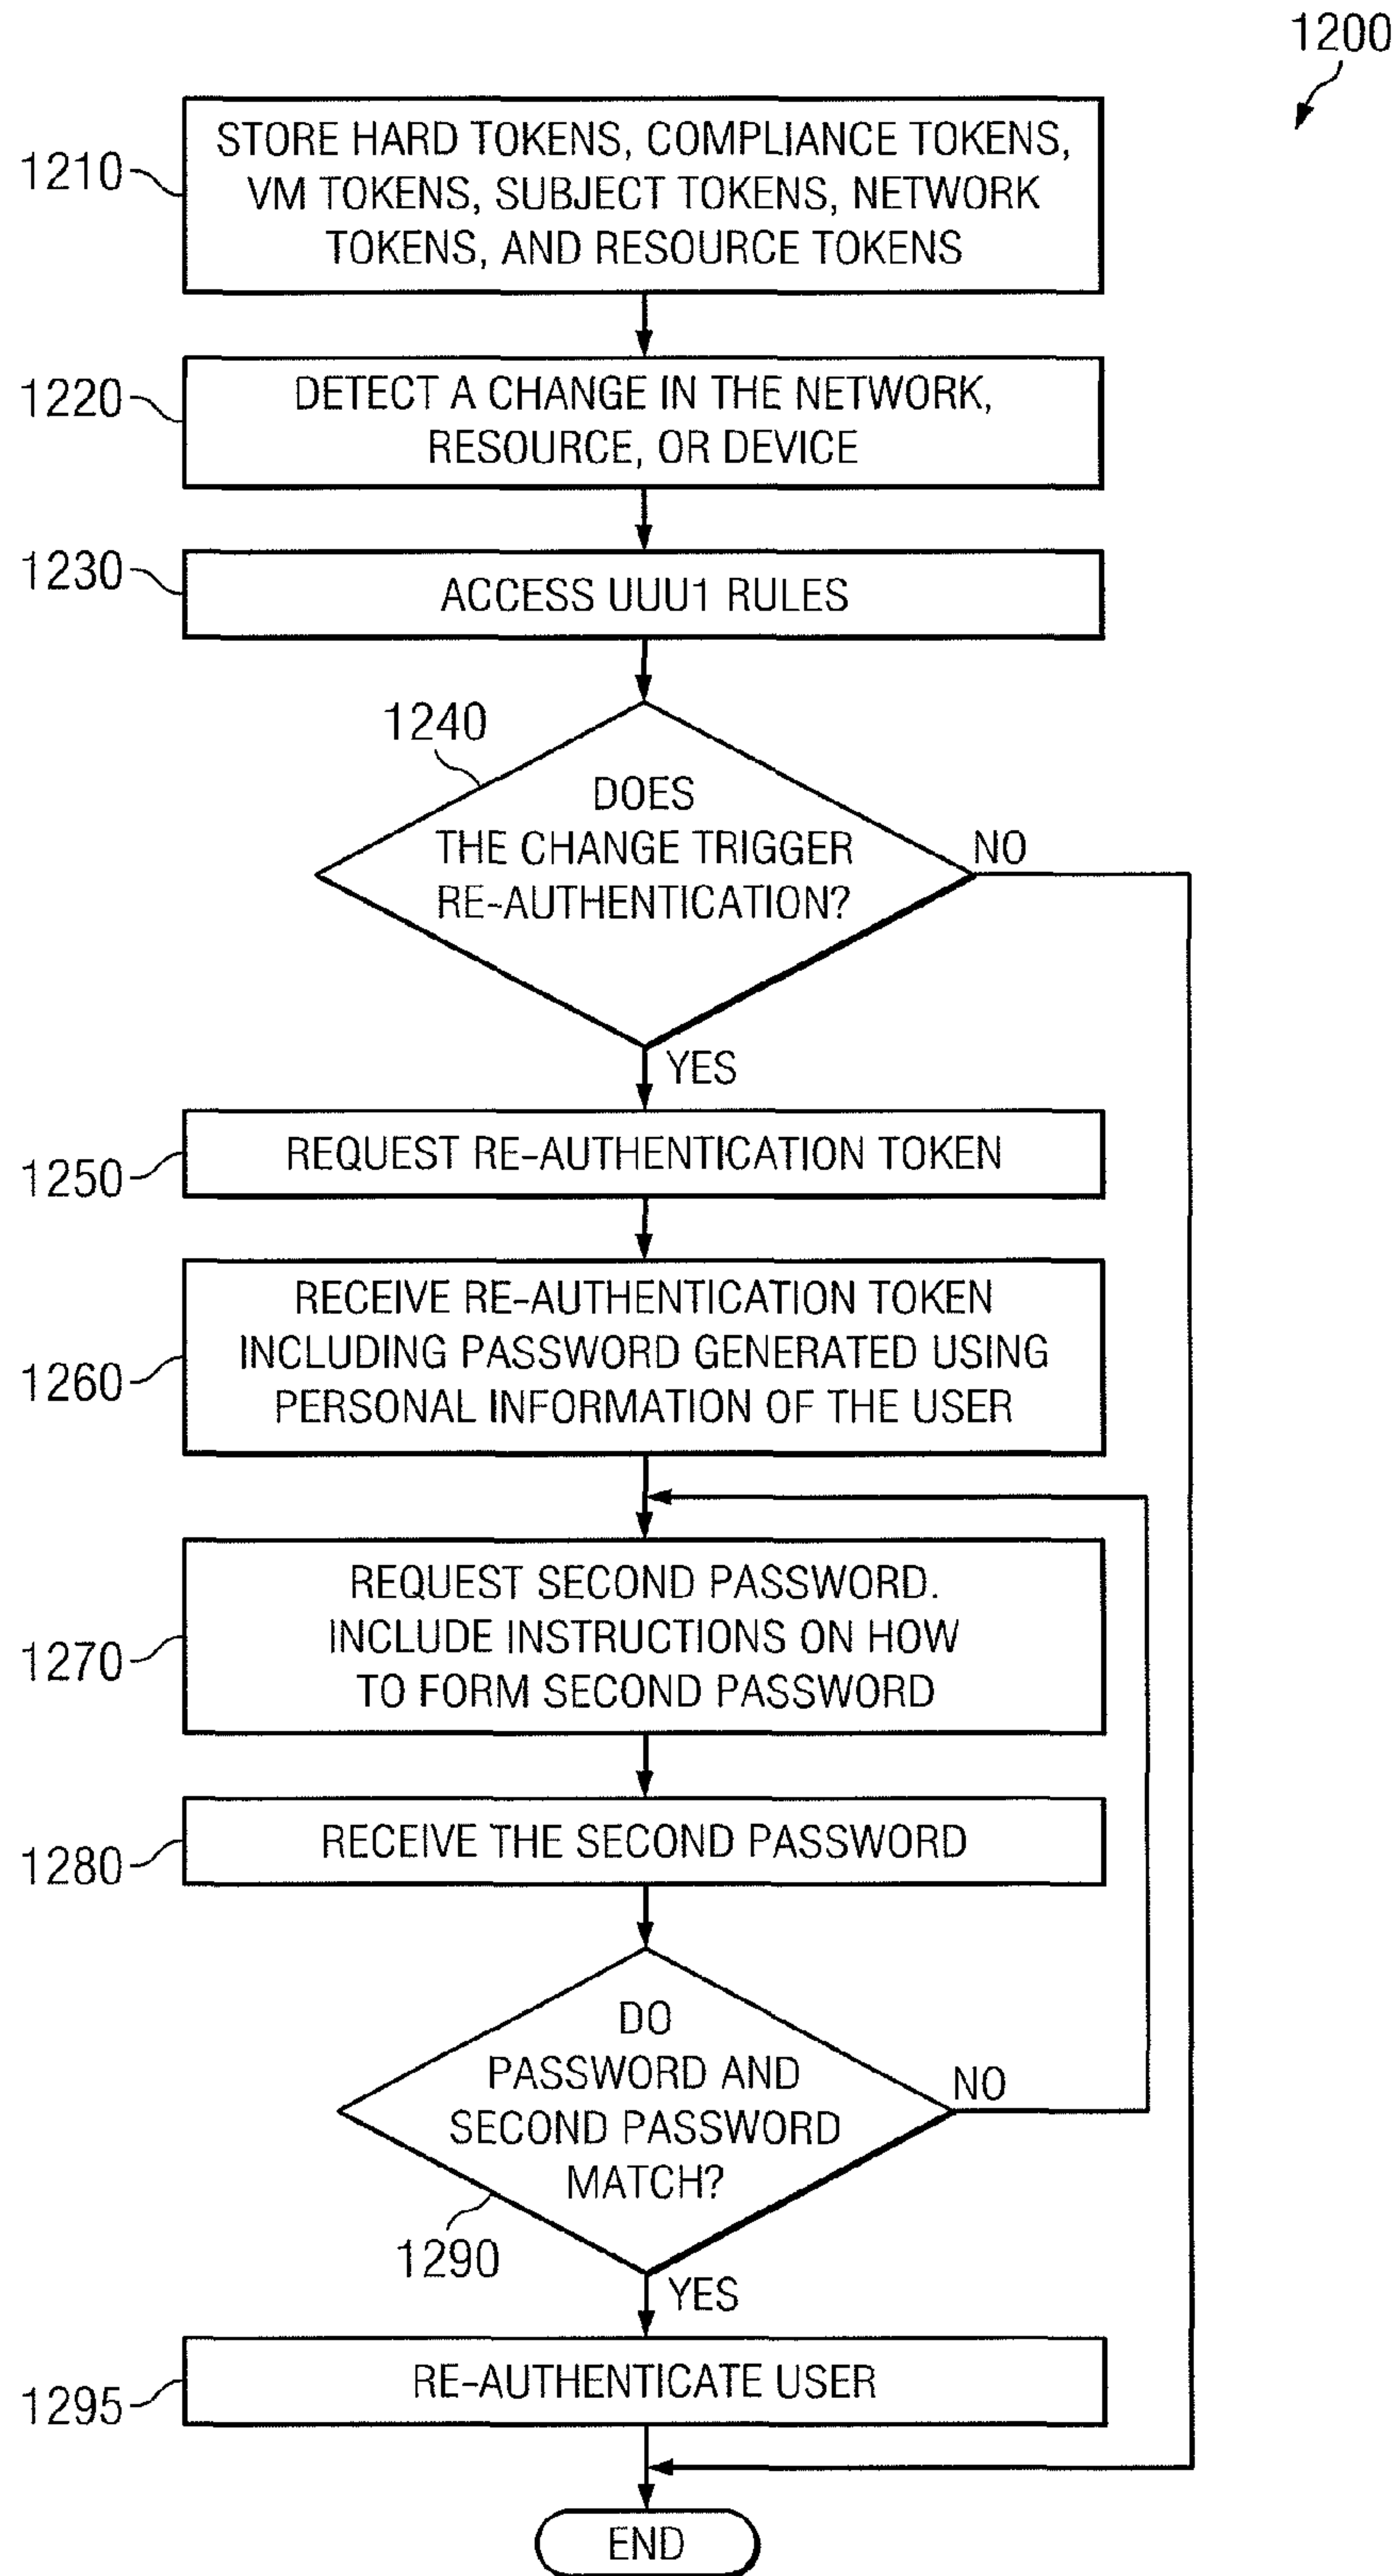 1200
1210
STORE HARD TOKENS, COMPLIANCE TOKENS,
VM TOKENS, SUBJECT TOKENS, NETWORK
TOKENS, AND RESOURCE TOKENS
1220
DETECT A CHANGE IN THE NETWORK,
RESOURCE, OR DEVICE
1230
ACCESS UUU1 RULES
1240
DOES
THE CHANGE TRIGGER
RE-AUTHENTICATION?
NO
YES
1250
REQUEST RE-AUTHENTICATION TOKEN
1260
RECEIVE RE-AUTHENTICATION TOKEN
INCLUDING PASSWORD GENERATED USING
PERSONAL INFORMATION OF THE USER
1270
REQUEST SECOND PASSWORD.
INCLUDE INSTRUCTIONS ON HOW
TO FORM SECOND PASSWORD
1280
RECEIVE THE SECOND PASSWORD
DO
PASSWORD AND
SECOND PASSWORD
MATCH?
NO
1290
YES
1295
RE-AUTHENTICATE USER
END